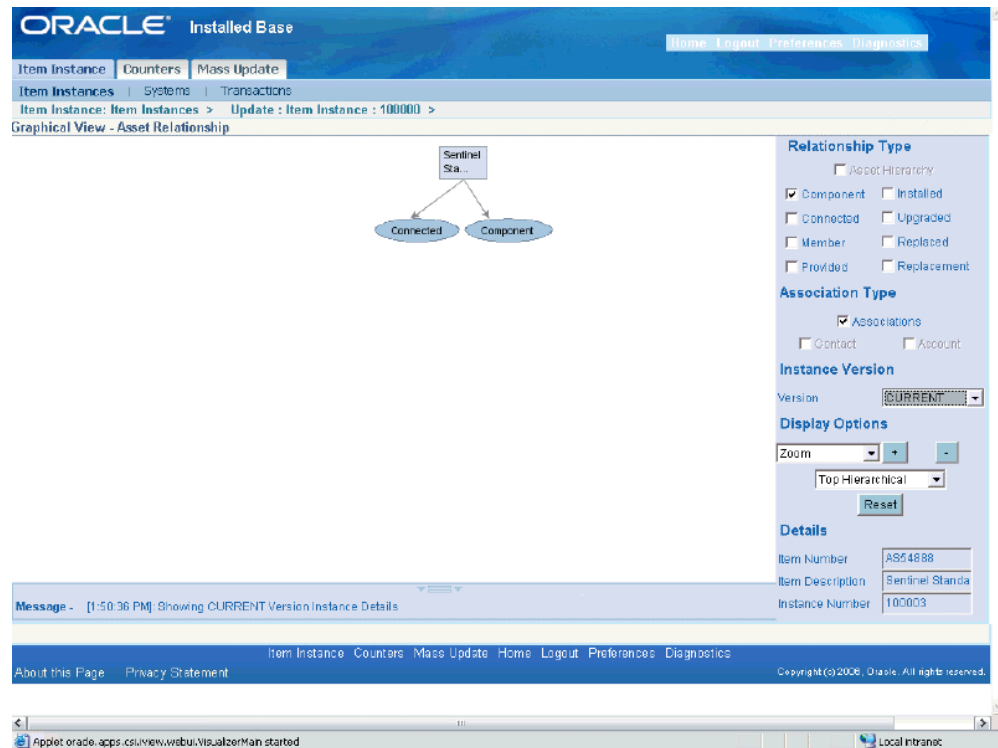 ORACLE Installed Base
Home Logout Preferences Diagnostics
Item Instance Counters Mass Update
Item Instances | Systems | Transactions
Item Instance: Item Instances > Update : Item Instance : 100000 >
Graphical View - Asset Relationship
Sentinel
Sta...
Connected Component
Relationship Type
Asset Hierarchy
Component Installed
Connected Upgraded
Member Replaced
Provided Replacement
Association Type
Associations
Contact Account
Instance Version
Version CURRENT
Display Options
Zoom + -
Top Hierarchical
Reset
Details
Item Number AS54888
Item Description Sentinel Standa
Instance Number 100003
Message - [1:50:36 PM]: Showing CURRENT Version Instance Details
Item Instance Counters Mass Update Home Logout Preferences Diagnostics
About this Page Privacy Statement
Copyright (c) 2006, Oracle. All rights reserved.
Applet oracle.apps.csi.iview.webui.VisualizerMain started
Local intranet